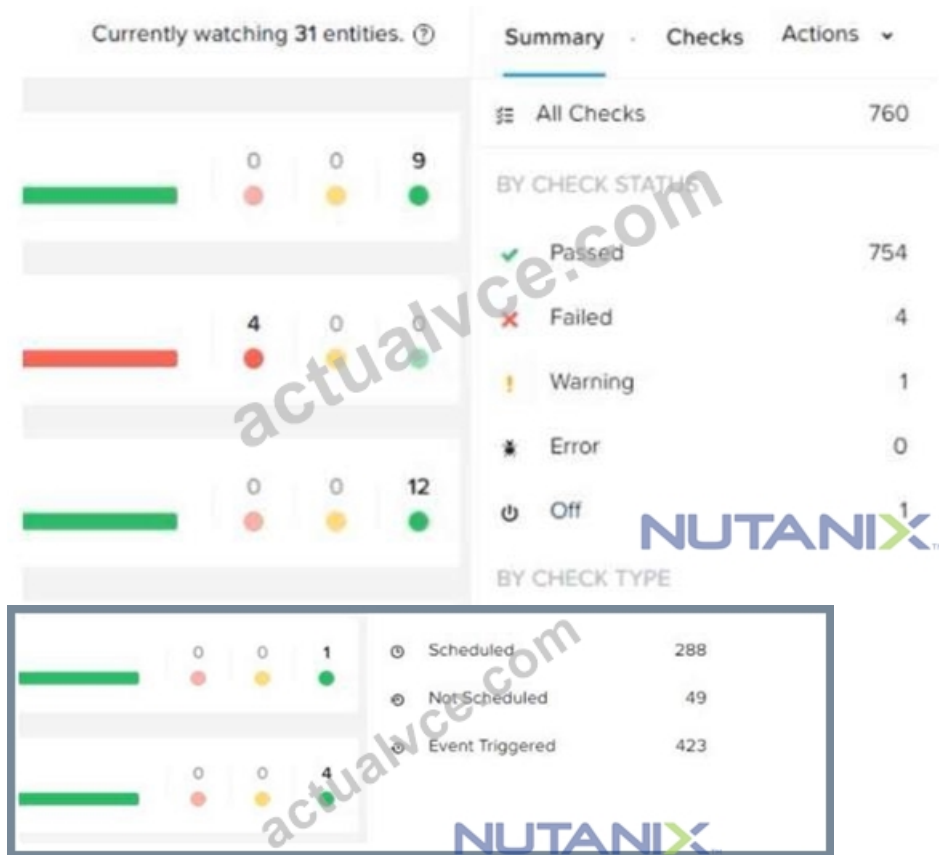 Currently watching 31 entities. ?
Summary · Checks Actions
All Checks 760
0 0 9
BY CHECK STATUS
Passed 754
4 0 0
Failed 4
Warning 1
Error 0
0 0 12
Off 1
NUTANIX
BY CHECK TYPE
actualvce.com
0 0 1
Scheduled 288
Not Scheduled 49
Event Triggered 423
0 0 4
actualvce.com
NUTANIX